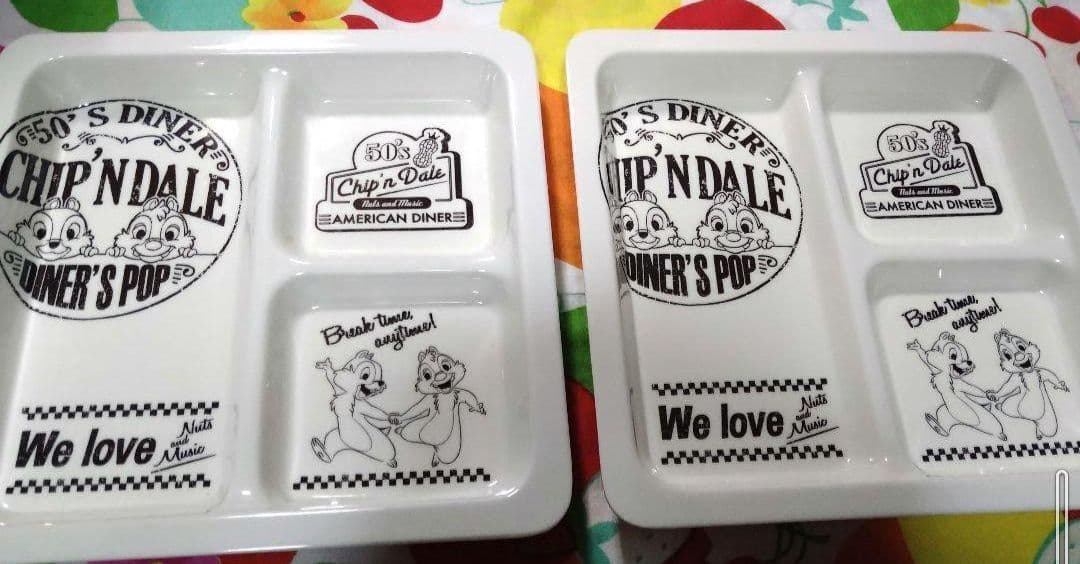 50'S DINER
CHIP'N DALE
DINER'S POP
We love Nuts
and
Music
50's
Chip'n Dale
Nuts and Music
AMERICAN DINER
Break time,
anytime!
50'S DINER
CHIP'N DALE
DINER'S POP
We love Nuts
and
Music
50's
Chip'n Dale
Nuts and Music
AMERICAN DINER
Break time,
anytime!